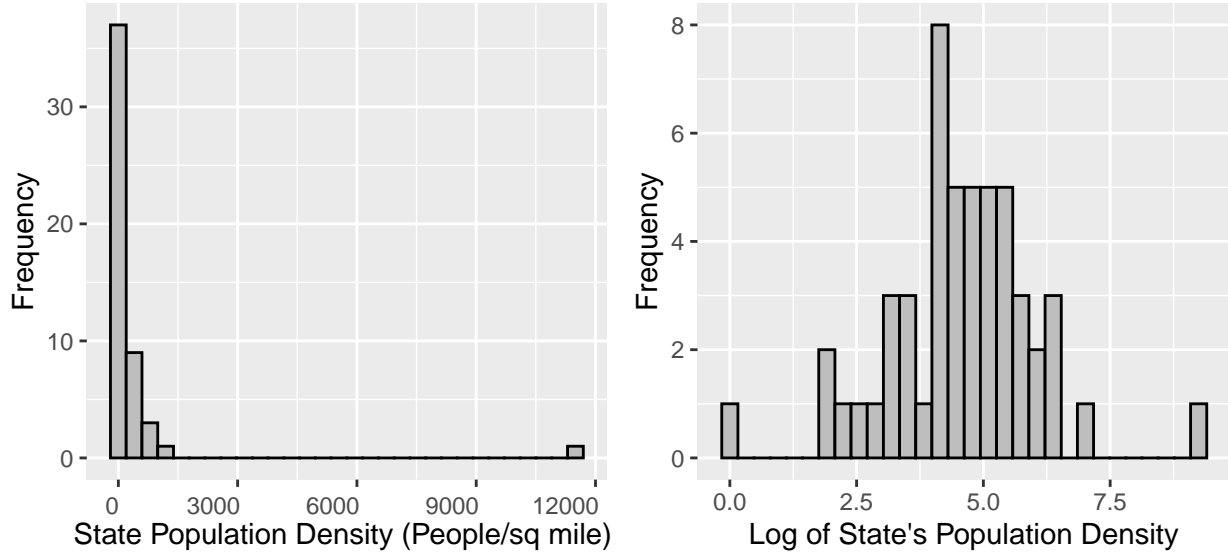 Frequency
30
20
10
0
0 3000 6000 9000 12000
State Population Density (People/sq mile)
Frequency
8
6
4
2
0
0.0 2.5 5.0 7.5
Log of State's Population Density